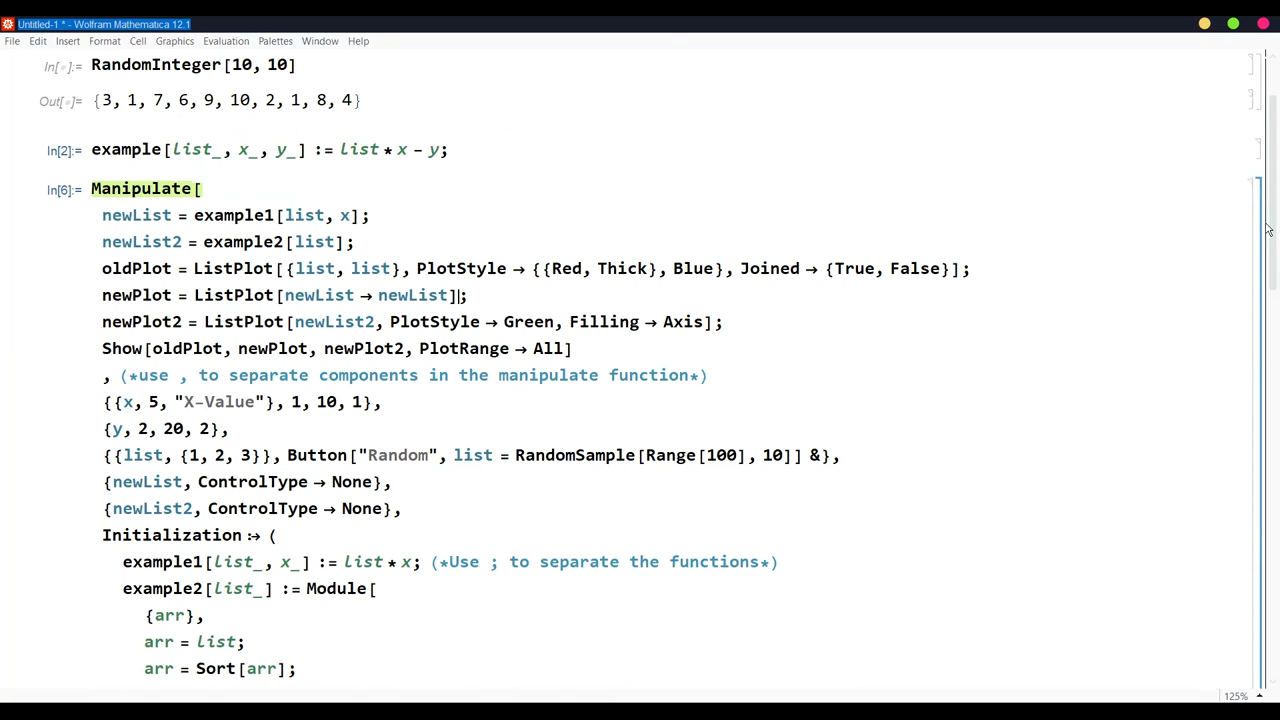 Untitled-1 * - Wolfram Mathematica 12.1
File Edit Insert Format Cell Graphics Evaluation Palettes Window Help
In[ ]:= RandomInteger[10, 10]
Out[ ]= {3, 1, 7, 6, 9, 10, 2, 1, 8, 4}
In[2]:= example[list_, x_, y_] := list * x - y;
In[6]:= Manipulate[
newList = example1[list, x];
newList2 = example2[list];
oldPlot = ListPlot[{list, list}, PlotStyle → {{Red, Thick}, Blue}, Joined → {True, False}];
newPlot = ListPlot[newList → newList];
newPlot2 = ListPlot[newList2, PlotStyle → Green, Filling → Axis];
Show[oldPlot, newPlot, newPlot2, PlotRange → All]
, (*use , to separate components in the manipulate function*)
{{x, 5, "X-Value"}, 1, 10, 1},
{y, 2, 20, 2},
{{list, {1, 2, 3}}, Button["Random", list = RandomSample[Range[100], 10]] &},
{newList, ControlType → None},
{newList2, ControlType → None},
Initialization :→ (
example1[list_, x_] := list * x; (*Use ; to separate the functions*)
example2[list_] := Module[
{arr},
arr = list;
arr = Sort[arr];
125%